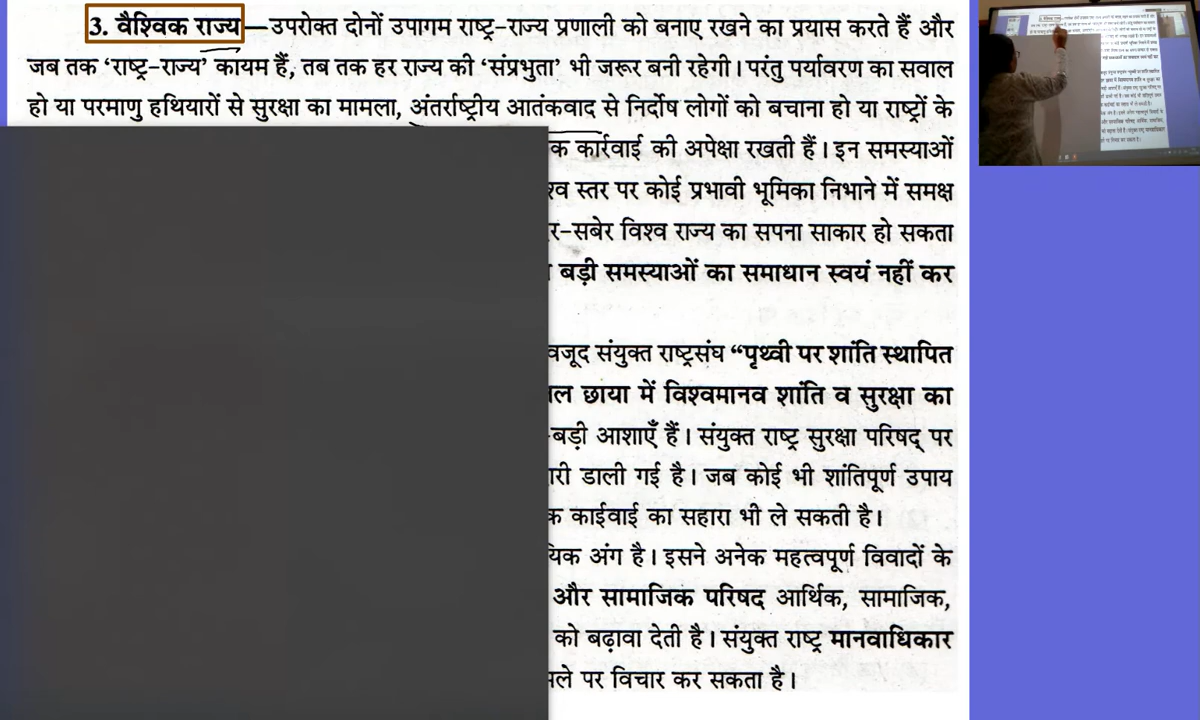 3. वैश्विक राज्य—उपरोक्त दोनों उपागम राष्ट्र-राज्य प्रणाली को बनाए रखने का प्रयास करते हैं और
जब तक ‘राष्ट्र-राज्य’ कायम हैं, तब तक हर राज्य की ‘संप्रभुता’ भी जरूर बनी रहेगी। परंतु पर्यावरण का सवाल
हो या परमाणु हथियारों से सुरक्षा का मामला, अंतर्राष्ट्रीय आतंकवाद से निर्दोष लोगों को बचाना हो या राष्ट्रों के
कार्रवाई की अपेक्षा रखती हैं। इन समस्याओं
स्तर पर कोई प्रभावी भूमिका निभाने में समक्ष
-सबेर विश्व राज्य का सपना साकार हो सकता
बड़ी समस्याओं का समाधान स्वयं नहीं कर
वजूद संयुक्त राष्ट्रसंघ “पृथ्वी पर शांति स्थापित
छाया में विश्वमानव शांति व सुरक्षा का
-बड़ी आशाएँ हैं। संयुक्त राष्ट्र सुरक्षा परिषद् पर
डाली गई है। जब कोई भी शांतिपूर्ण उपाय
काईवाई का सहारा भी ले सकती है।
यिक अंग है। इसने अनेक महत्वपूर्ण विवादों के
और सामाजिक परिषद आर्थिक, सामाजिक,
को बढ़ावा देती है। संयुक्त राष्ट्र मानवाधिकार
पर विचार कर सकता है।